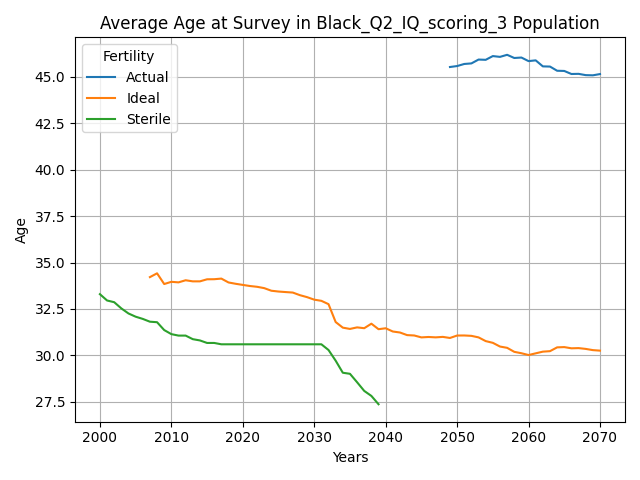 Average Age at Survey in Black_Q2_IQ_scoring_3 Population
Fertility
Actual
Ideal
Sterile
Age
45.0
42.5
40.0
37.5
35.0
32.5
30.0
27.5
2000 2010 2020 2030 2040 2050 2060 2070
Years